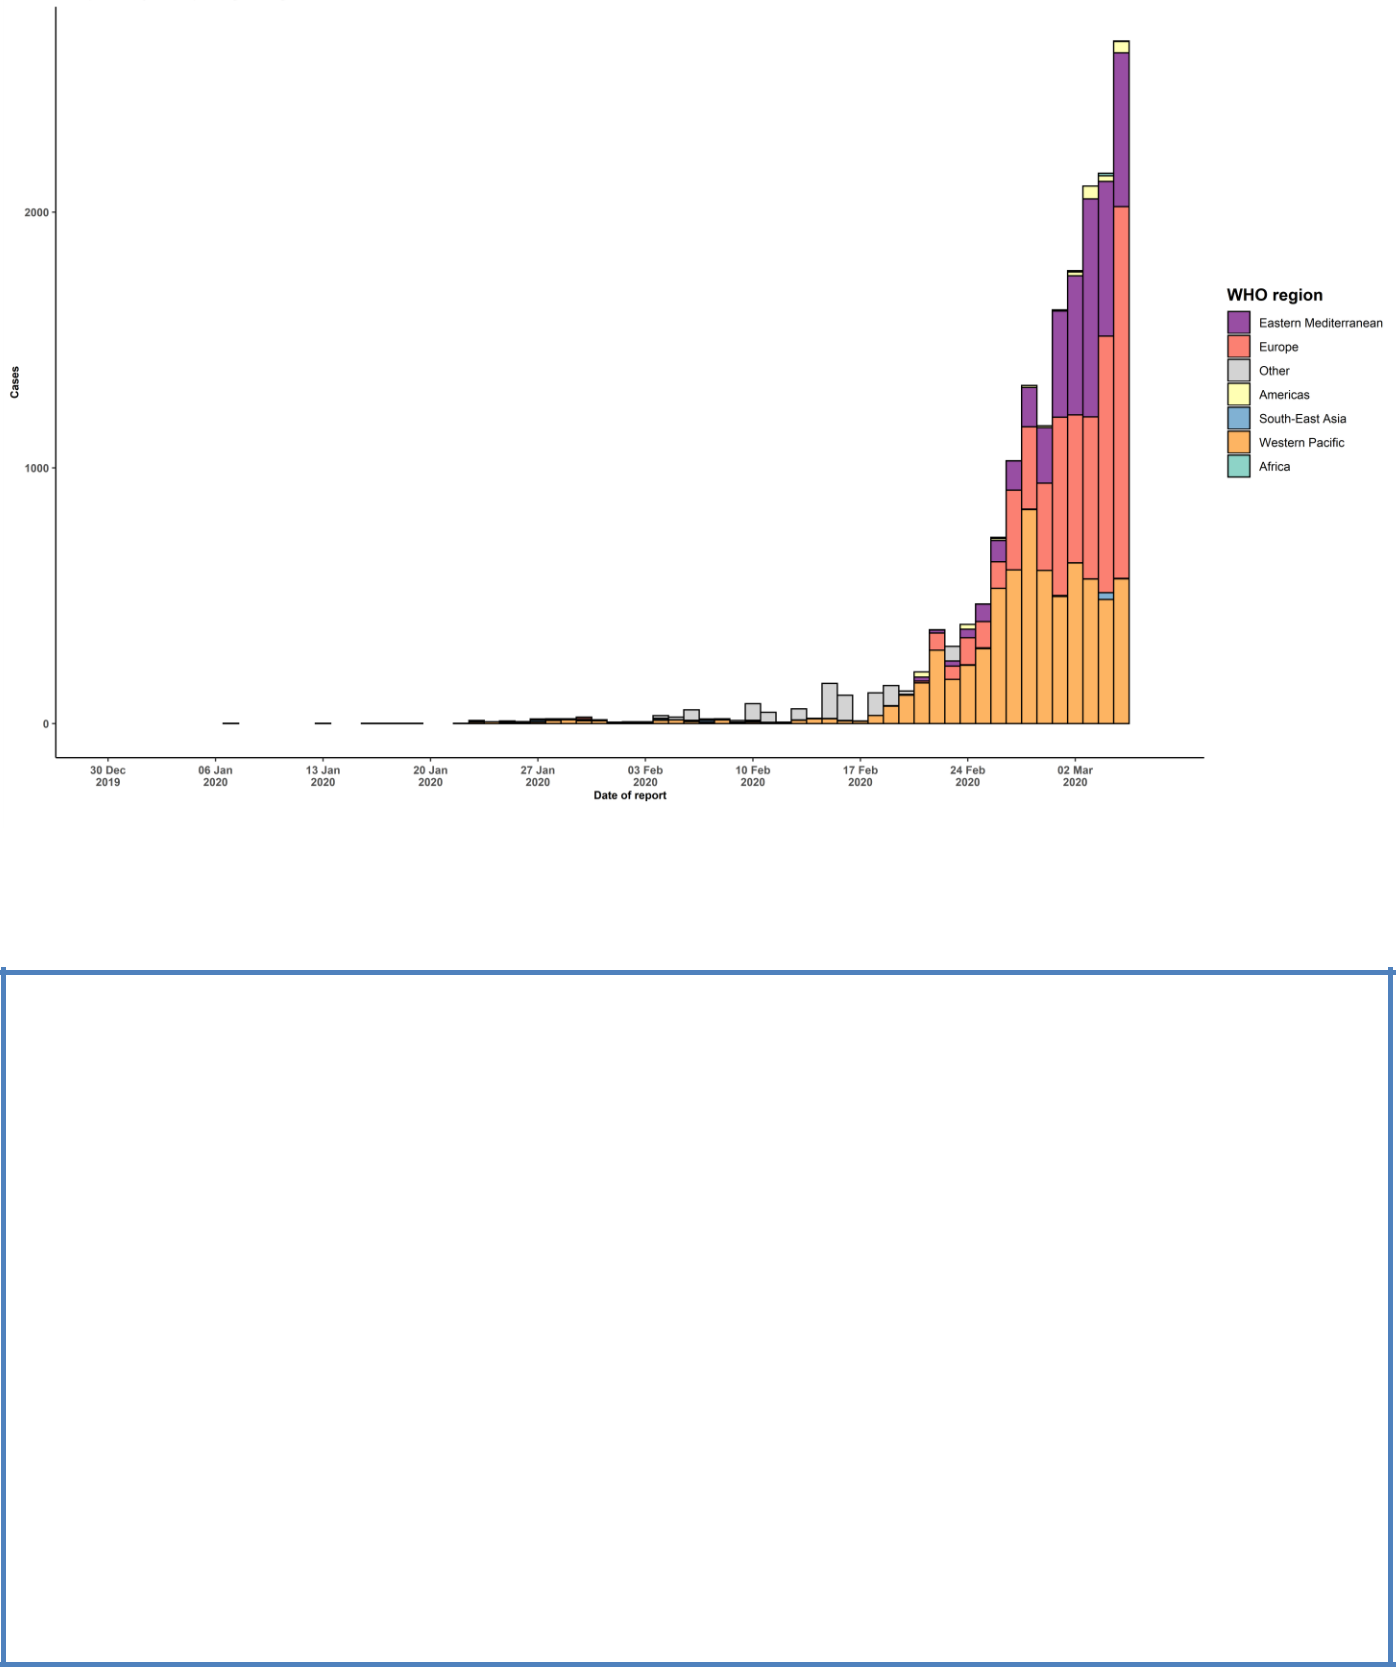 2000
1000
0
Cases
30 Dec
2019
06 Jan
2020
13 Jan
2020
20 Jan
2020
27 Jan
2020
03 Feb
2020
10 Feb
2020
17 Feb
2020
24 Feb
2020
02 Mar
2020
Date of report
WHO region
Eastern Mediterranean
Europe
Other
Americas
South-East Asia
Western Pacific
Africa